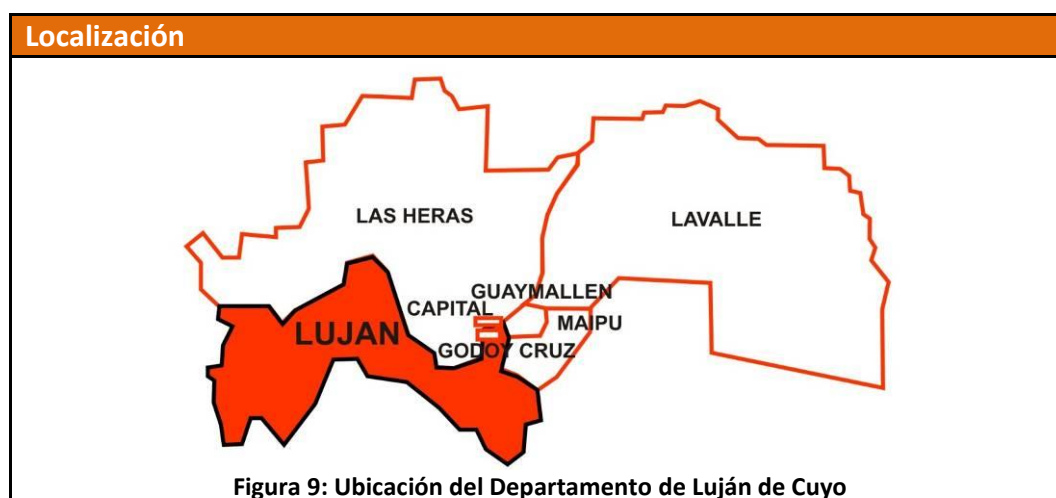 Localización
LAS HERAS
LAVALLE
GUAYMALLEN
CAPITAL
MAIPU
LUJAN
GODOY CRUZ
Figura 9: Ubicación del Departamento de Luján de Cuyo